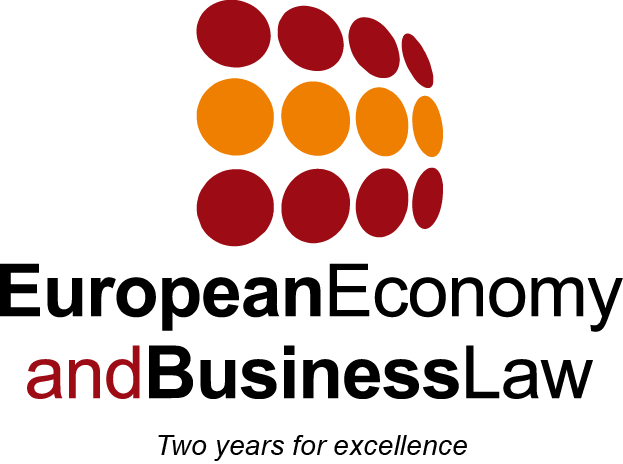 EuropeanEconomy
andBusinessLaw
Two years for excellence